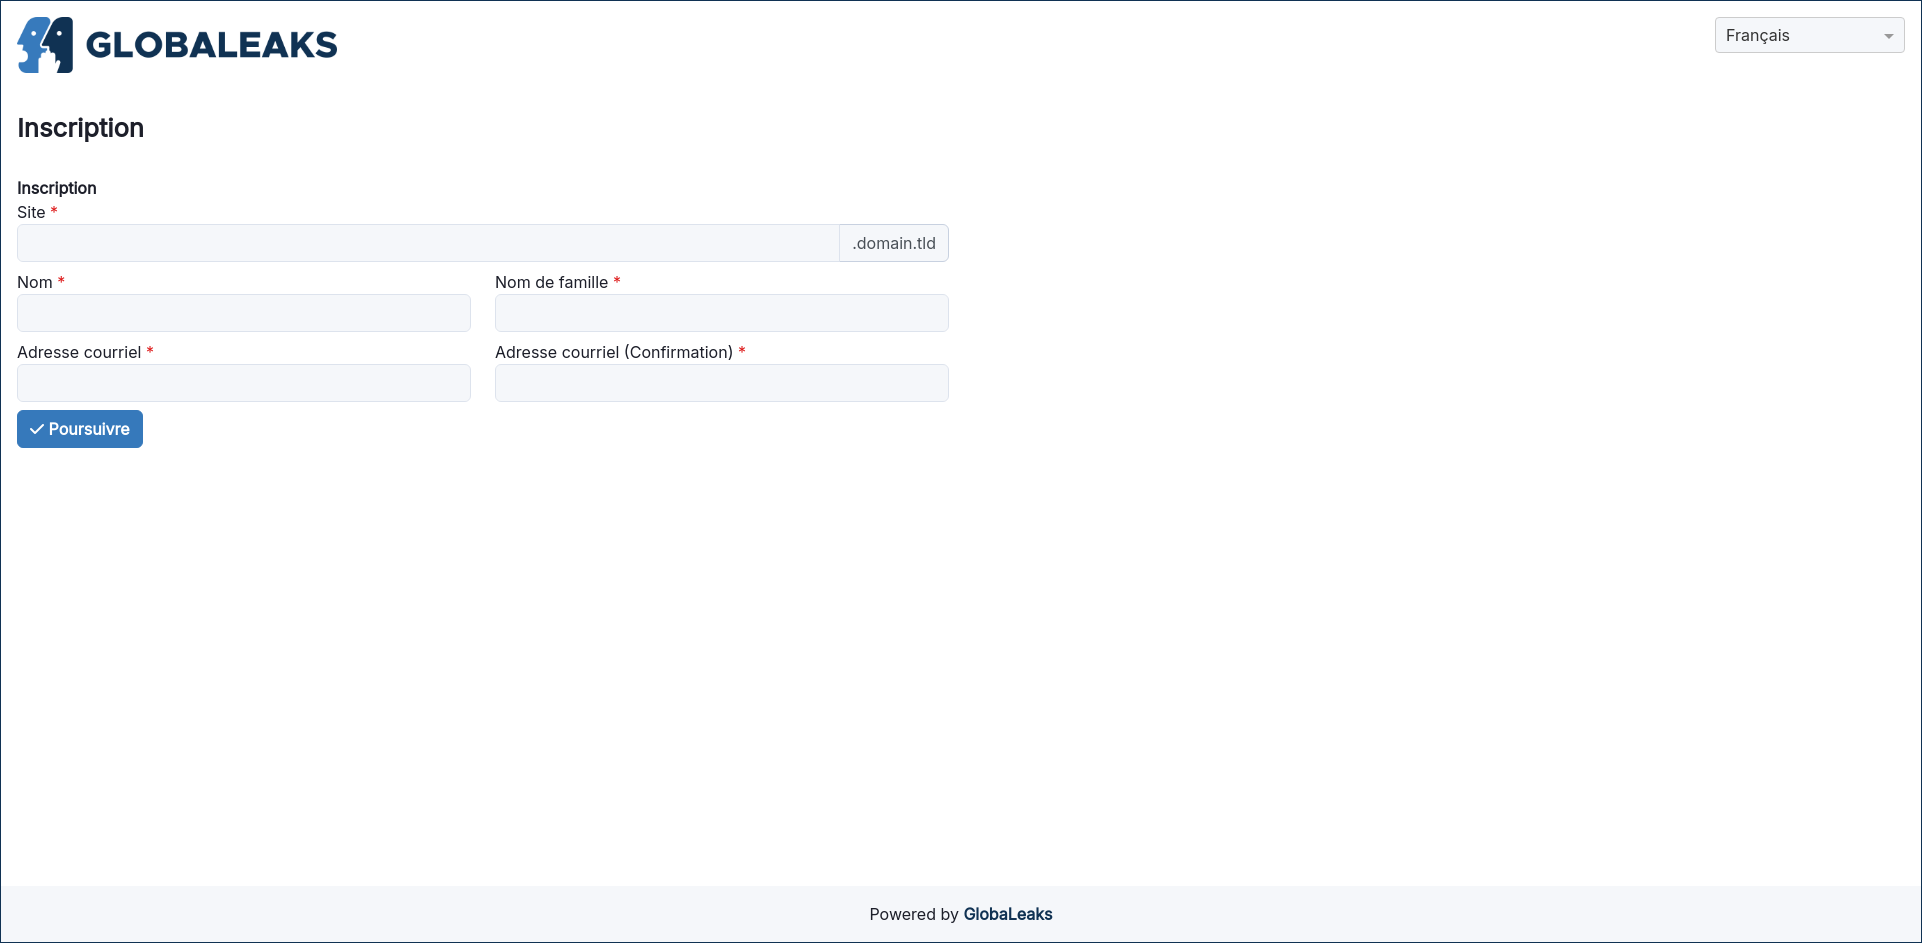 GLOBALEAKS
Français
Inscription
Inscription
Site *
.domain.tld
Nom * Nom de famille *
Adresse courriel * Adresse courriel (Confirmation) *
Poursuivre
Powered by GlobaLeaks